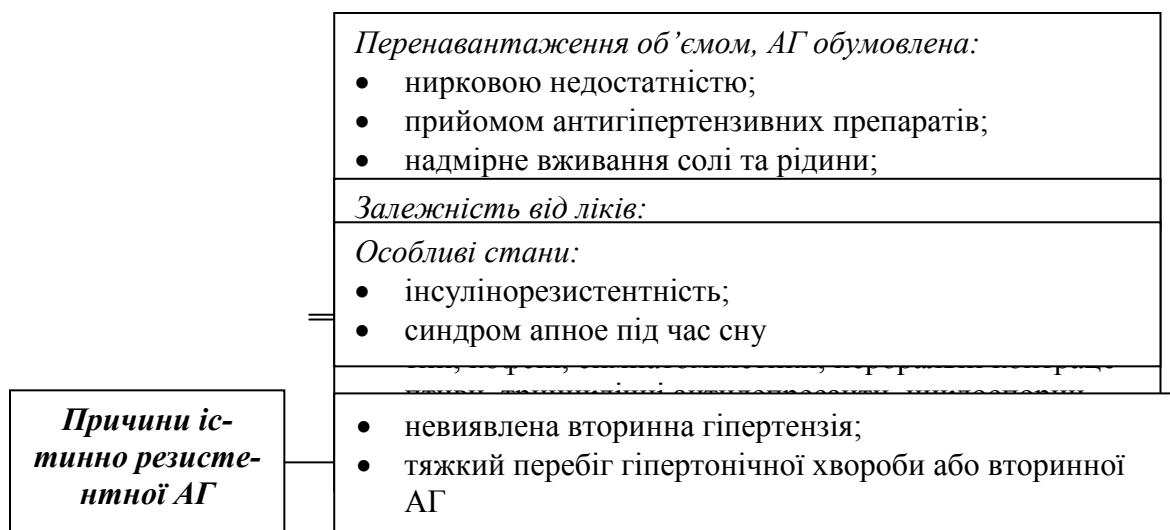 Перенавантаження об’ємом, АГ обумовлена:
• нирковою недостатністю;
• прийомом антигіпертензивних препаратів;
• надмірне вживання солі та рідини;
Залежність від ліків:
Особливі стани:
• інсулінорезистентність;
• синдром апное під час сну
Причини іс-
тинно резисте-
нтної АГ
• невиявлена вторинна гіпертензія;
• тяжкий перебіг гіпертонічної хвороби або вторинної
АГ